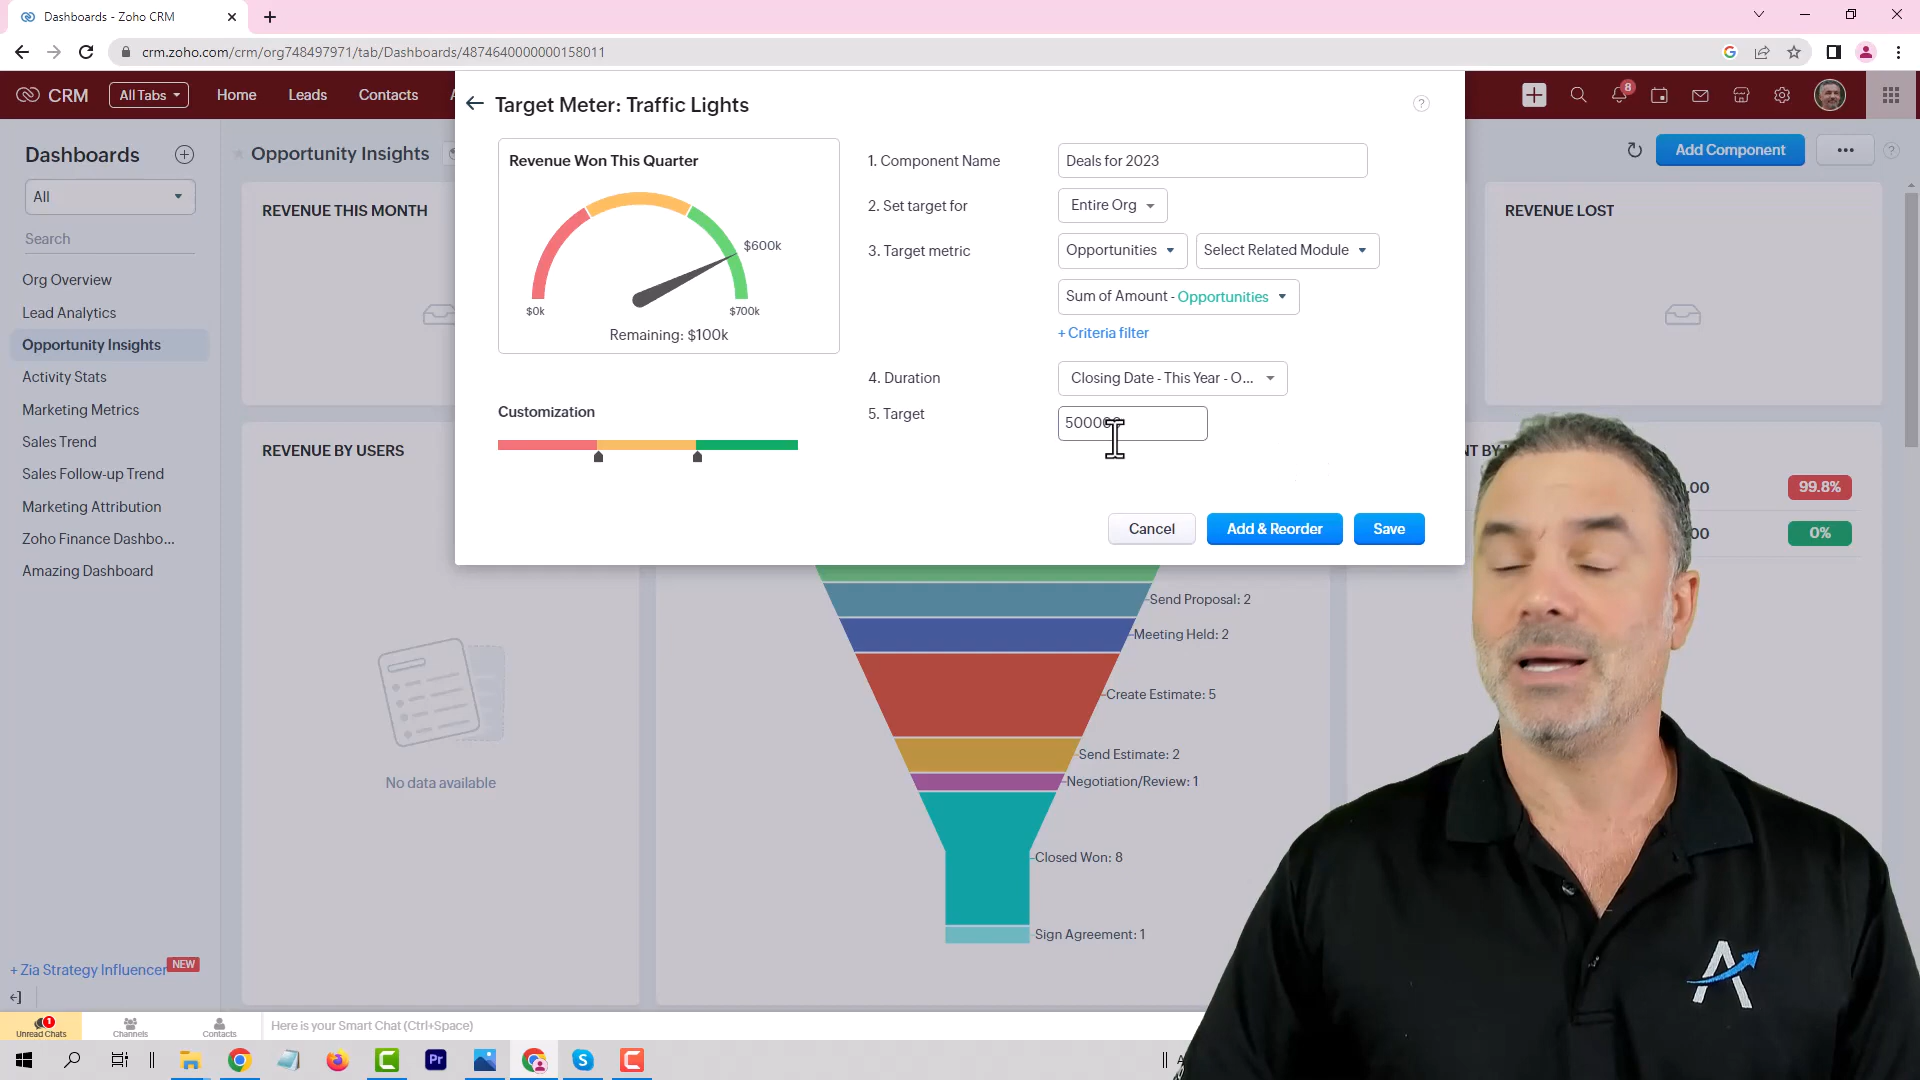 Dashboards - Zoho CRM
crm.zoho.com/crm/org748497971/tab/Dashboards/4874640000000158011
CRM
All Tabs
Home
Leads
Contacts
8
Dashboards
All
Search
Org Overview
Lead Analytics
Opportunity Insights
Activity Stats
Marketing Metrics
Sales Trend
Sales Follow-up Trend
Marketing Attribution
Zoho Finance Dashbo...
Amazing Dashboard
+ Zia Strategy Influencer
NEW
Opportunity Insights
Add Component
REVENUE THIS MONTH
REVENUE LOST
REVENUE BY USERS
No data available
Target Meter: Traffic Lights
Revenue Won This Quarter
$600k
$0k
$700k
Remaining: $100k
Customization
1. Component Name
Deals for 2023
2. Set target for
Entire Org
3. Target metric
Opportunities
Select Related Module
Sum of Amount - Opportunities
+ Criteria filter
4. Duration
Closing Date - This Year - O...
5. Target
Cancel
Add & Reorder
Save
99.8%
0%
Send Proposal: 2
Meeting Held: 2
Create Estimate: 5
Send Estimate: 2
Negotiation/Review: 1
Closed Won: 8
Sign Agreement: 1
1
Unread Chats
Channels
Contacts
Here is your Smart Chat (Ctrl+Space)
Pr